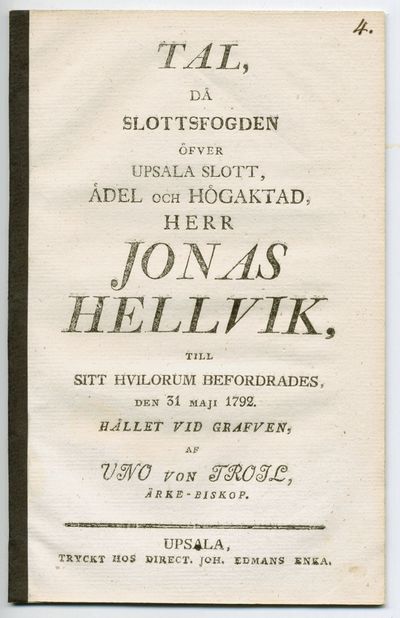 4.
TAL,
DÅ
SLOTTSFOGDEN
ÖFVER
UPSALA SLOTT,
ÅDEL OCH HÖGAKTAD,
HERR
JONAS
HELLVIK,
TILL
SITT HVILORUM BEFORDRADES,
DEN 31 MAJI 1792.
HÅLLET VID GRAFVEN,
AF
UNO VON TROIL,
ÄRKE-BISKOP.
UPSALA,
TRYCKT HOS DIRECT. JOH. EDMANS ENKA.